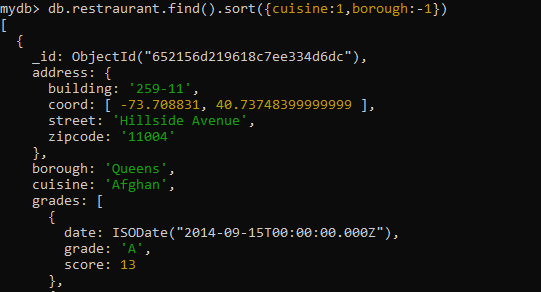 mydb> db.restraurant.find().sort({cuisine:1,borough:-1})
[
  {
    _id: ObjectId("652156d219618c7ee334d6dc"),
    address: {
      building: '259-11',
      coord: [ -73.708831, 40.73748399999999 ],
      street: 'Hillside Avenue',
      zipcode: '11004'
    },
    borough: 'Queens',
    cuisine: 'Afghan',
    grades: [
      {
        date: ISODate("2014-09-15T00:00:00.000Z"),
        grade: 'A',
        score: 13
      },